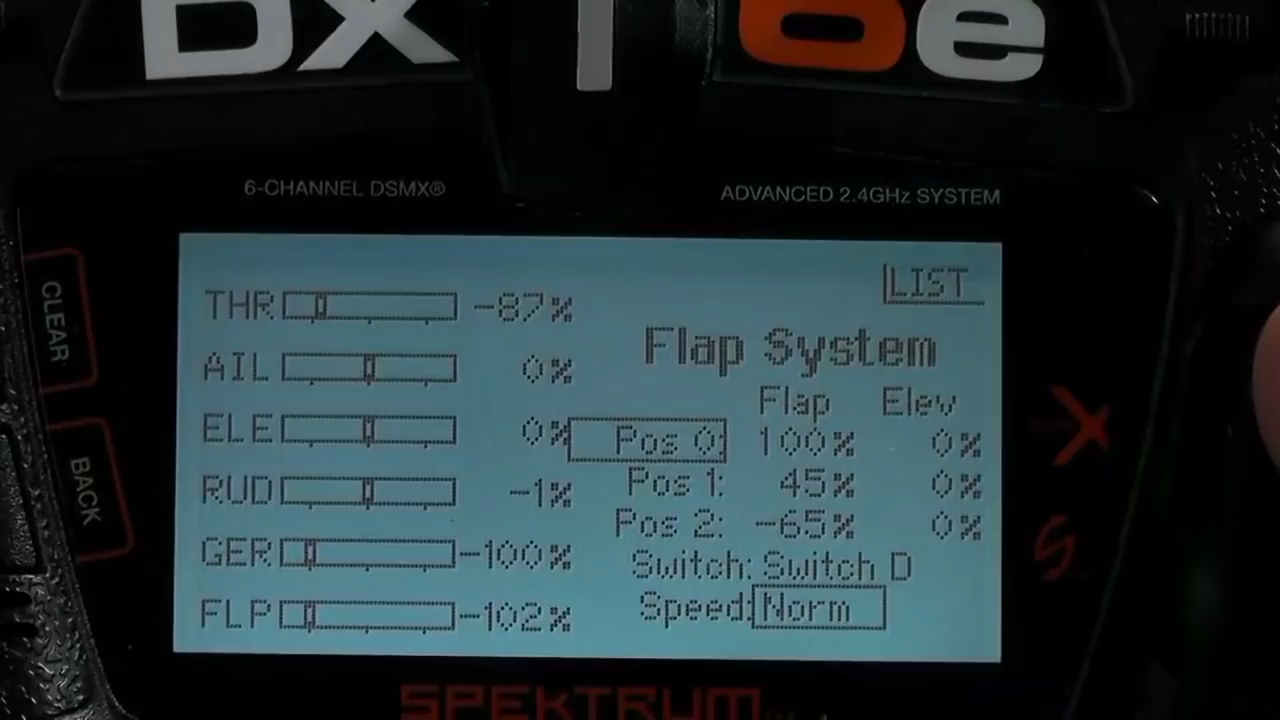 DX 6e
6-CHANNEL DSMX®
ADVANCED 2.4GHz SYSTEM
CLEAR
BACK
THR -87%
AIL 0%
ELE 0%
RUD -1%
GER -100%
FLP -102%
LIST
Flap System
Flap Elev
Pos 0: 100% 0%
Pos 1: 45% 0%
Pos 2: -65% 0%
Switch: Switch D
Speed: Norm
SPEKTRUM